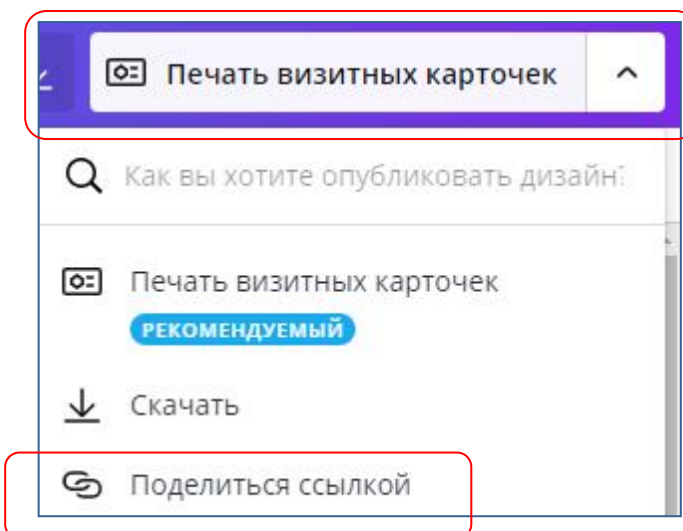 Печать визитных карточек
Как вы хотите опубликовать дизайн?
Печать визитных карточек
РЕКОМЕНДУЕМЫЙ
Скачать
Поделиться ссылкой